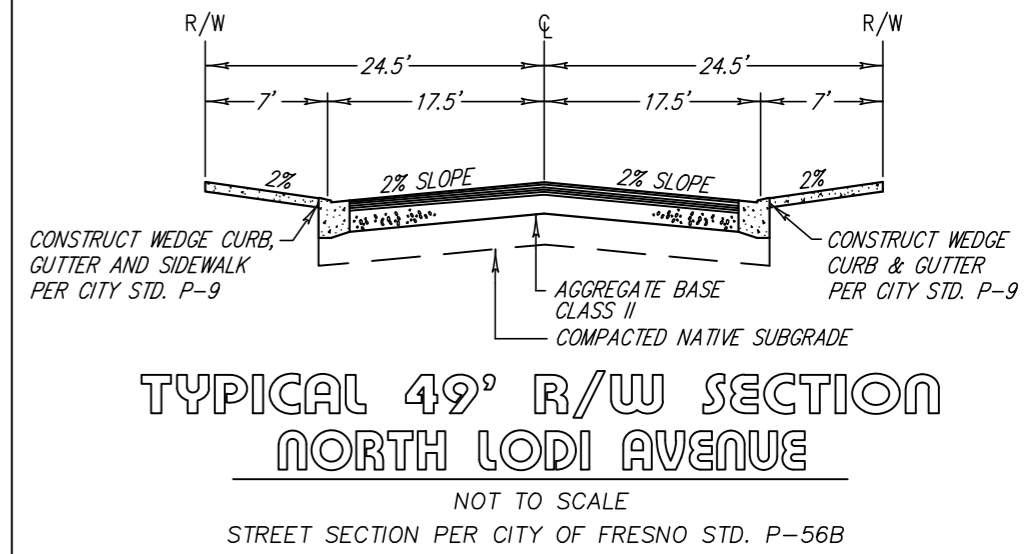 R/W ℄ R/W
24.5' 24.5'
7' 17.5' 17.5' 7'
2% 2% SLOPE 2% SLOPE 2%
CONSTRUCT WEDGE CURB,
GUTTER AND SIDEWALK
PER CITY STD. P-9
CONSTRUCT WEDGE
CURB & GUTTER
PER CITY STD. P-9
AGGREGATE BASE
CLASS II
COMPACTED NATIVE SUBGRADE
TYPICAL 49' R/W SECTION
NORTH LODI AVENUE
NOT TO SCALE
STREET SECTION PER CITY OF FRESNO STD. P-56B